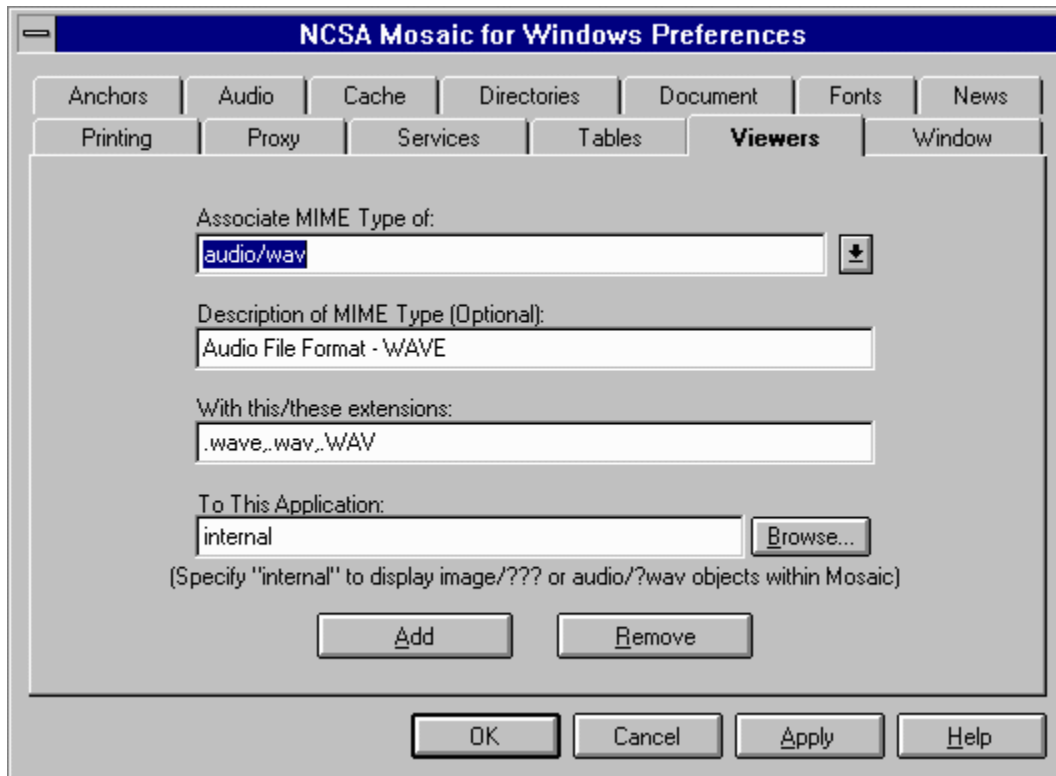 NCSA Mosaic for Windows Preferences
Anchors Audio Cache Directories Document Fonts News
Printing Proxy Services Tables Viewers Window
Associate MIME Type of:
audio/wav
Description of MIME Type (Optional):
Audio File Format - WAVE
With this/these extensions:
.wave,.wav,.WAV
To This Application:
internal Browse...
(Specify "internal" to display image/??? or audio/?wav objects within Mosaic)
Add Remove
OK Cancel Apply Help